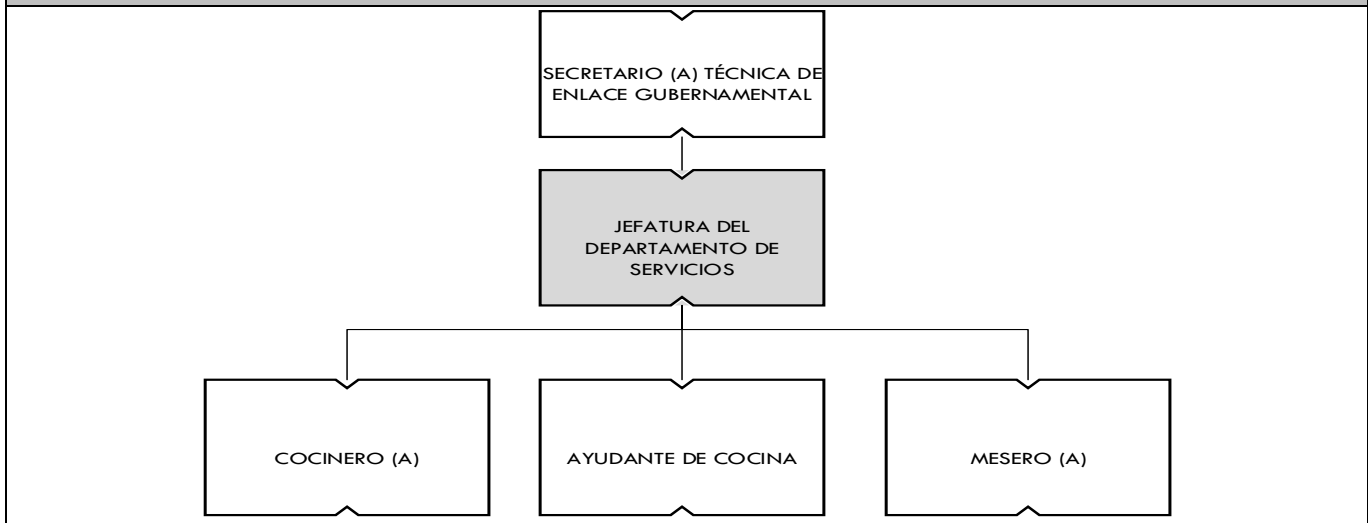 SECRETARIO (A) TÉCNICA DE
ENLACE GUBERNAMENTAL
JEFATURA DEL
DEPARTAMENTO DE
SERVICIOS
COCINERO (A)
AYUDANTE DE COCINA
MESERO (A)